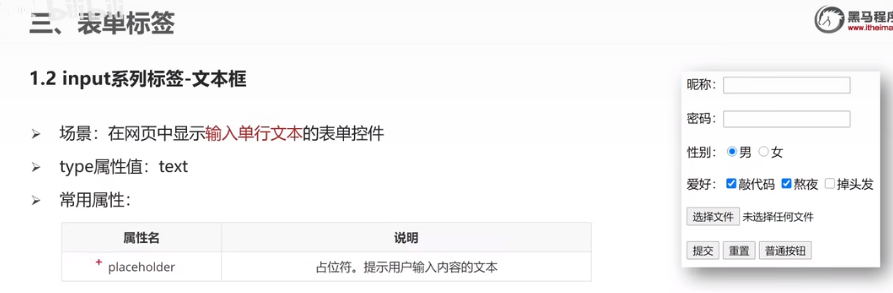 三、表单标签
黑马程序
www.itheima
1.2 input系列标签-文本框
场景：在网页中显示输入单行文本的表单控件
type属性值：text
常用属性：
属性名 说明
+ placeholder 占位符。提示用户输入内容的文本
昵称：
密码：
性别： 男 女
爱好： 敲代码 熬夜 掉头发
选择文件 未选择任何文件
提交 重置 普通按钮